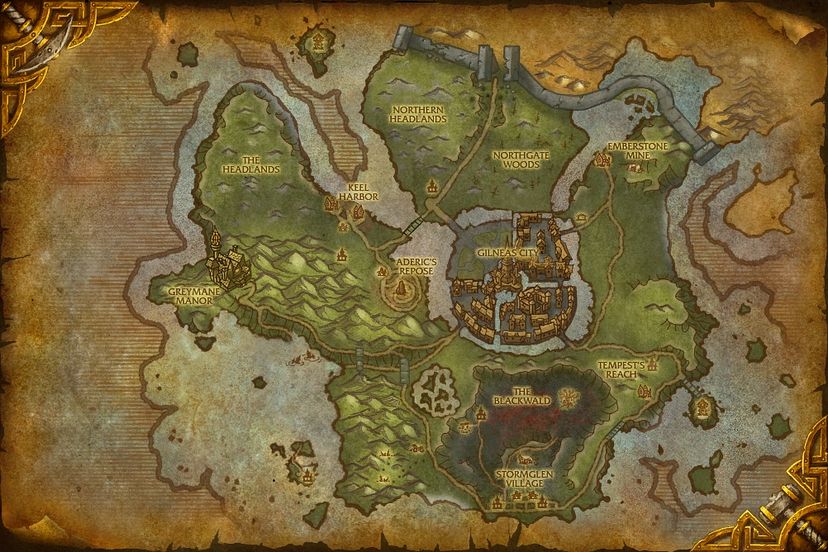 NORTHERN
HEADLANDS
THE
HEADLANDS
NORTHGATE
WOODS
EMBERSTONE
MINE
KEEL
HARBOR
GILNEAS CITY
ADERIC'S
REPOSE
GREYMANE
MANOR
TEMPEST'S
REACH
THE
BLACKWALD
STORMGLEN
VILLAGE